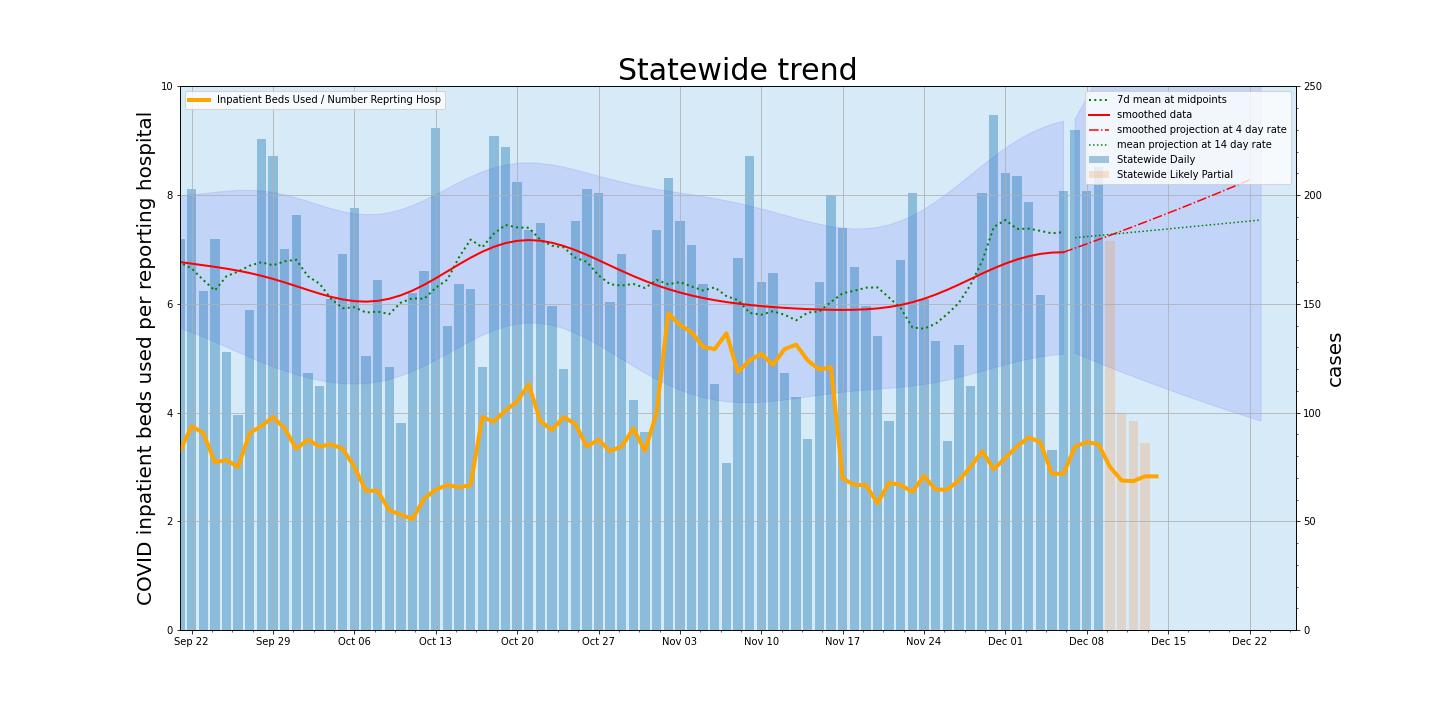 Statewide trend
COVID inpatient beds used per reporting hospital
10
8
6
4
2
0
Inpatient Beds Used / Number Reprting Hosp
7d mean at midpoints
smoothed data
smoothed projection at 4 day rate
mean projection at 14 day rate
Statewide Daily
Statewide Likely Partial
250
200
150
100
50
0
cases
Sep 22 Sep 29 Oct 06 Oct 13 Oct 20 Oct 27 Nov 03 Nov 10 Nov 17 Nov 24 Dec 01 Dec 08 Dec 15 Dec 22